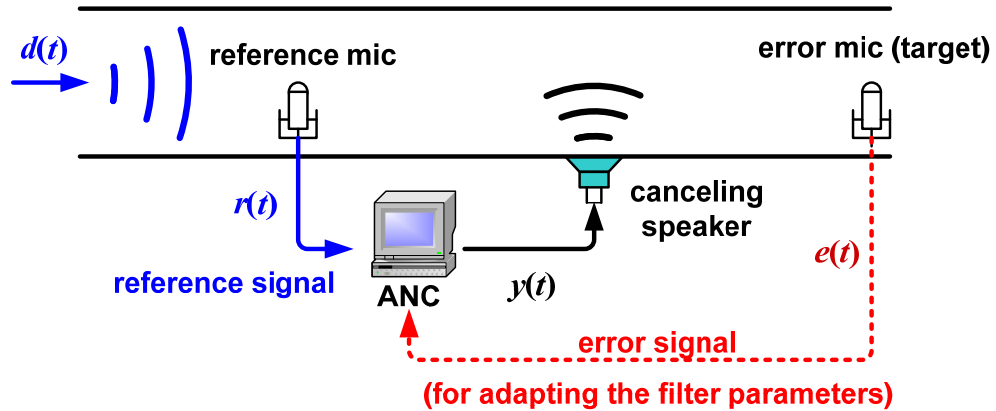 d(t)
reference mic
error mic (target)
r(t)
canceling
speaker
e(t)
reference signal
ANC
y(t)
error signal
(for adapting the filter parameters)